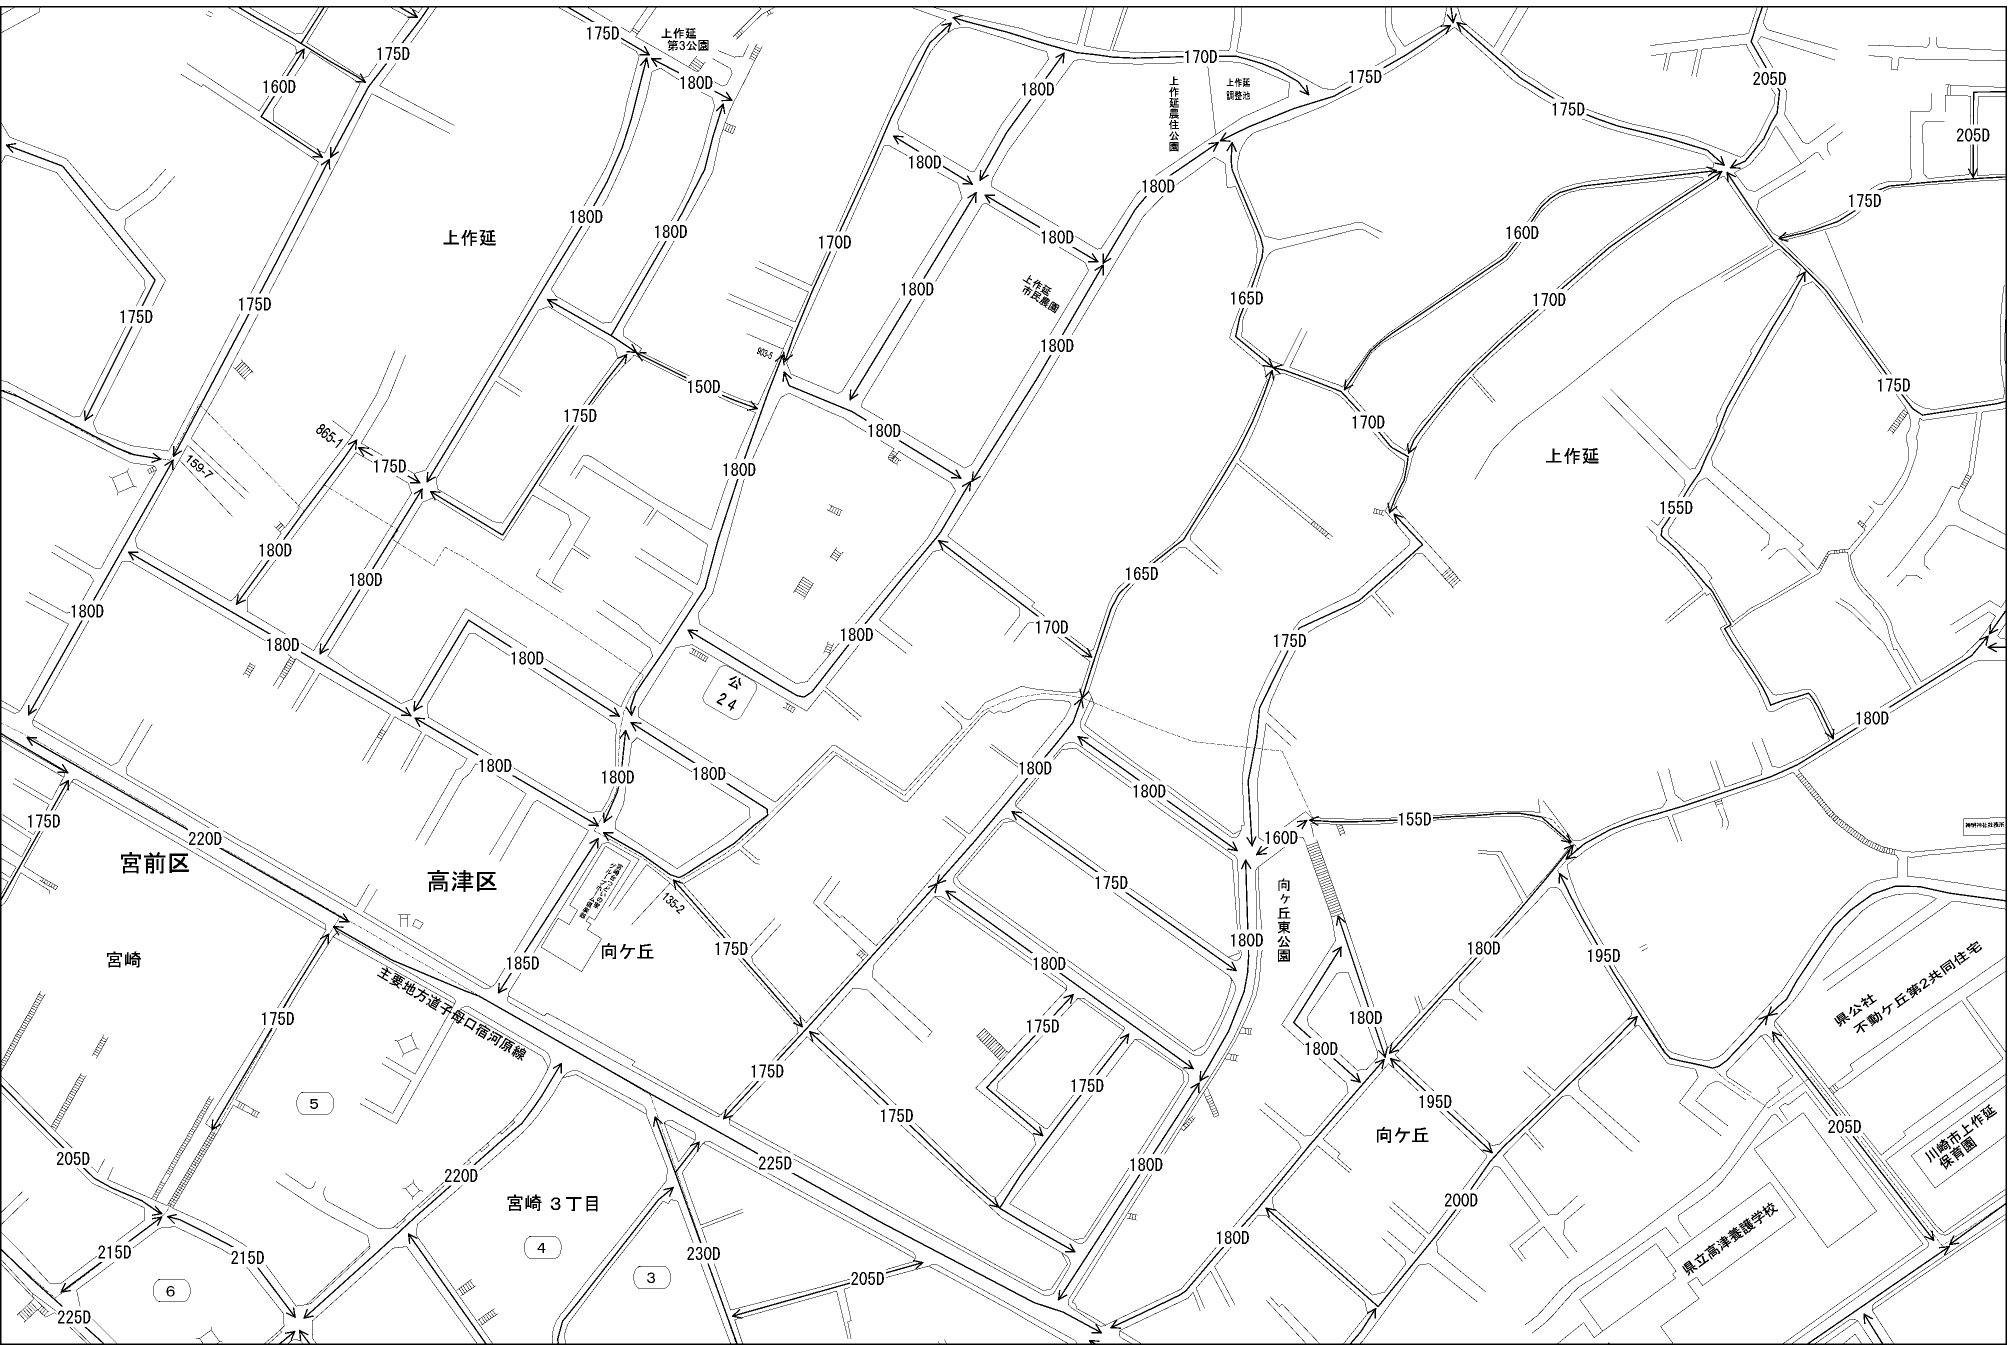 175D
175D
上作延
第3公園
160D
180D
170D
180D
175D
205D
上作延
調整池
上作延農住公園
175D
205D
180D
180D
175D
180D
上作延
180D
170D
180D
160D
175D
180D
上作延
市民農園
165D
170D
175D
175D
903-5
180D
150D
175D
175D
865-1
175D
180D
170D
上作延
159-7
180D
155D
180D
180D
165D
180D
180D
180D
170D
175D
180D
公
24
180D
180D
180D
180D
180D
180D
175D
220D
155D
160D
宮前区
高津区
175D
向ヶ丘東公園
135-2
向ケ丘
175D
180D
180D
195D
宮崎
185D
180D
主要地方道子母口宿河原線
県公社
不動ケ丘第2共同住宅
175D
175D
180D
180D
175D
175D
5
175D
195D
向ケ丘
205D
川崎市上作延
保育園
205D
220D
225D
180D
宮崎 3丁目
200D
県立高津養護学校
215D
215D
4
230D
180D
3
205D
6
225D